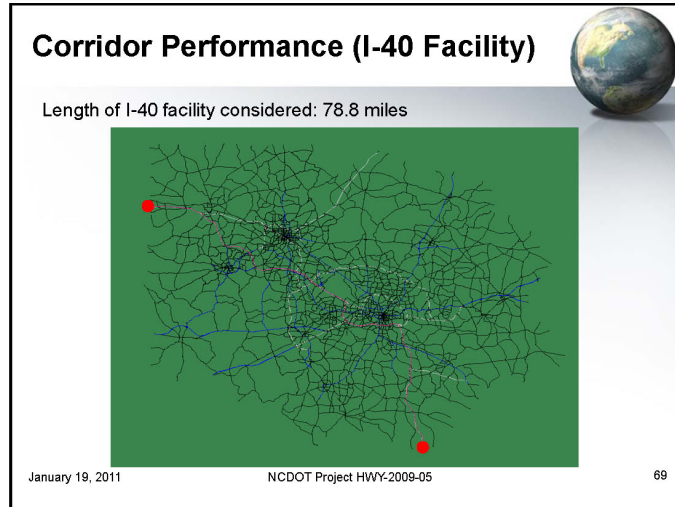 Corridor Performance (I-40 Facility)
Length of I-40 facility considered: 78.8 miles
January 19, 2011
NCDOT Project HWY-2009-05
69